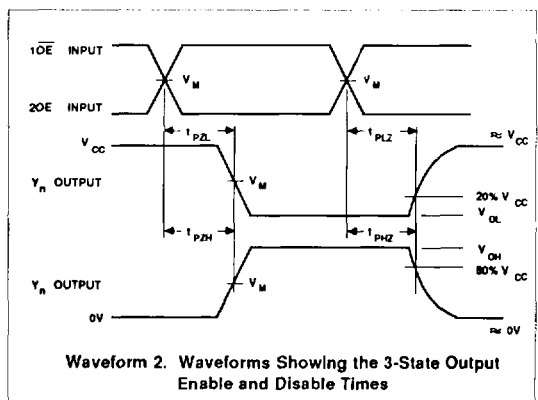 1OE INPUT
V_M
V_M
2OE INPUT
t_PZL
t_PLZ
V_CC
≈ V_CC
Y_n OUTPUT
V_M
20% V_CC
V_OL
t_PZH
t_PHZ
V_OH
80% V_CC
Y_n OUTPUT
V_M
0V
≈ 0V
Waveform 2. Waveforms Showing the 3-State Output
Enable and Disable Times